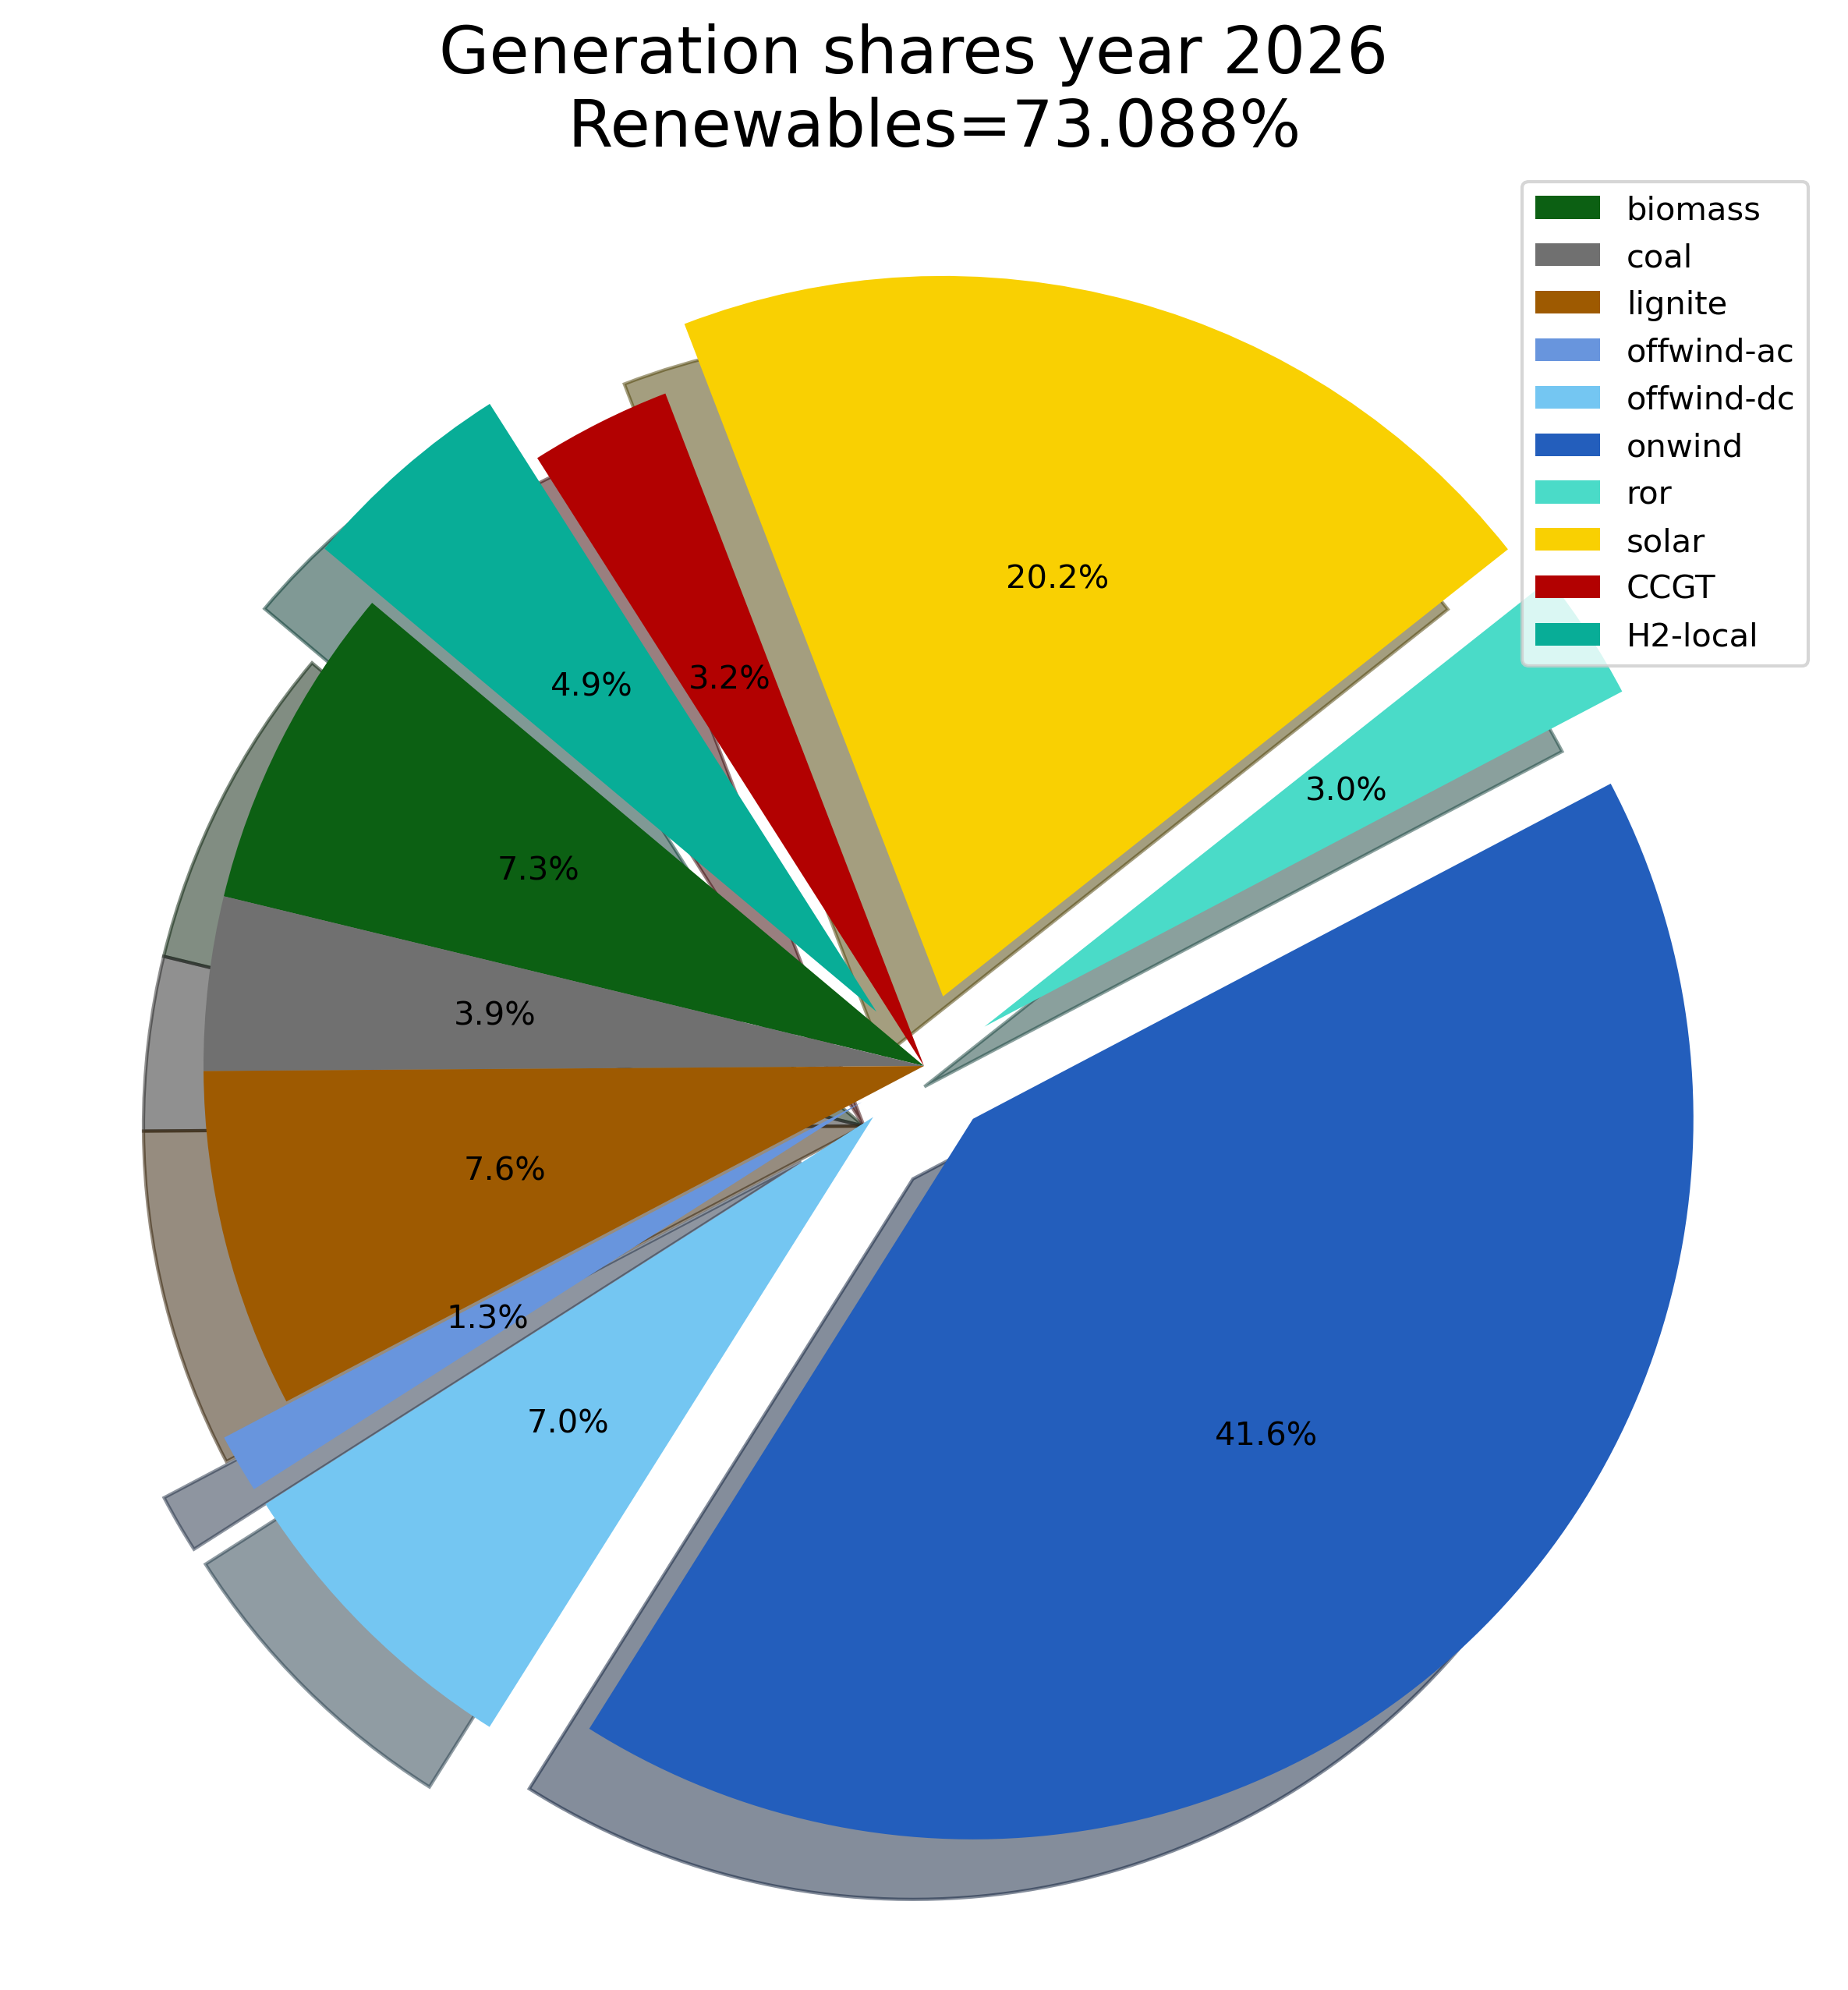 Generation shares year 2026
Renewables=73.088%
biomass
coal
lignite
offwind-ac
offwind-dc
onwind
ror
solar
CCGT
H2-local
20.2%
3.2%
4.9%
3.0%
7.3%
3.9%
7.6%
1.3%
7.0%
41.6%